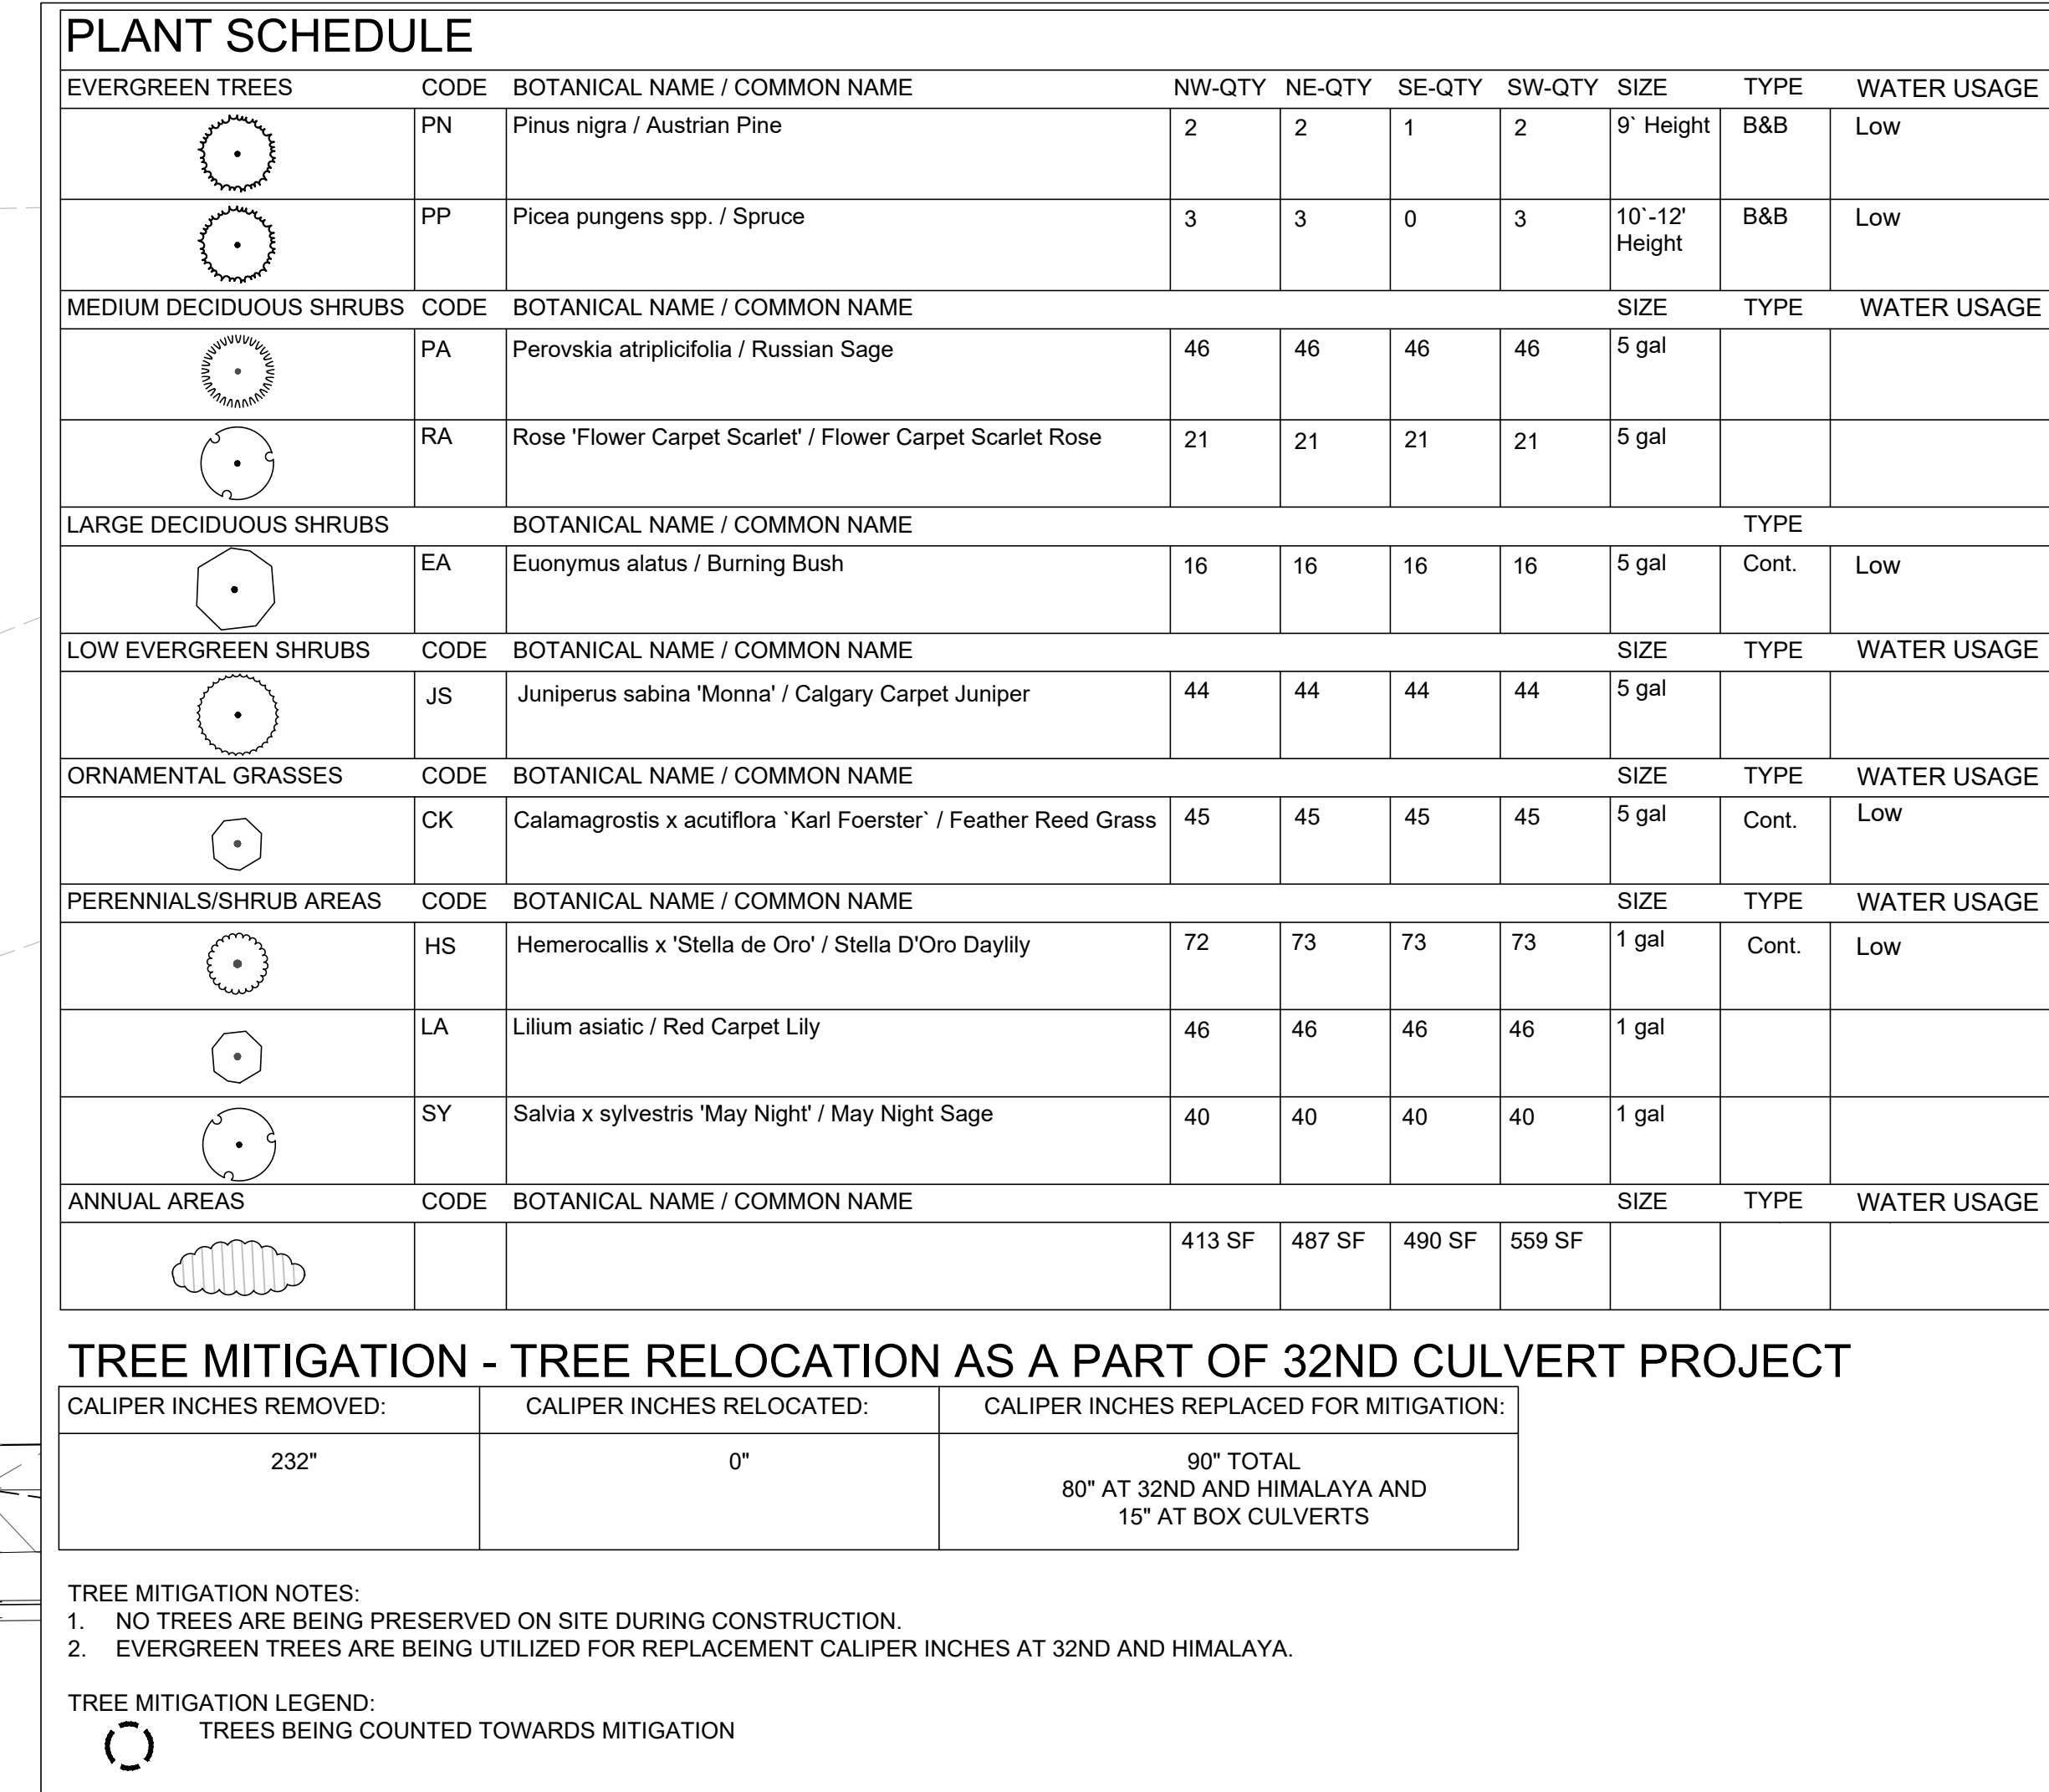 PLANT SCHEDULE
EVERGREEN TREES CODE BOTANICAL NAME / COMMON NAME NW-QTY NE-QTY SE-QTY SW-QTY SIZE TYPE WATER USAGE
PN Pinus nigra / Austrian Pine 2 2 1 2 9` Height B&B Low
PP Picea pungens spp. / Spruce 3 3 0 3 10`-12' B&B Low
Height
MEDIUM DECIDUOUS SHRUBS CODE BOTANICAL NAME / COMMON NAME SIZE TYPE WATER USAGE
PA Perovskia atriplicifolia / Russian Sage 46 46 46 46 5 gal
RA Rose 'Flower Carpet Scarlet' / Flower Carpet Scarlet Rose 21 21 21 21 5 gal
LARGE DECIDUOUS SHRUBS BOTANICAL NAME / COMMON NAME TYPE
EA Euonymus alatus / Burning Bush 16 16 16 16 5 gal Cont. Low
LOW EVERGREEN SHRUBS CODE BOTANICAL NAME / COMMON NAME SIZE TYPE WATER USAGE
JS Juniperus sabina 'Monna' / Calgary Carpet Juniper 44 44 44 44 5 gal
ORNAMENTAL GRASSES CODE BOTANICAL NAME / COMMON NAME SIZE TYPE WATER USAGE
CK Calamagrostis x acutiflora `Karl Foerster` / Feather Reed Grass 45 45 45 45 5 gal Cont. Low
PERENNIALS/SHRUB AREAS CODE BOTANICAL NAME / COMMON NAME SIZE TYPE WATER USAGE
HS Hemerocallis x 'Stella de Oro' / Stella D'Oro Daylily 72 73 73 73 1 gal Cont. Low
LA Lilium asiatic / Red Carpet Lily 46 46 46 46 1 gal
SY Salvia x sylvestris 'May Night' / May Night Sage 40 40 40 40 1 gal
ANNUAL AREAS CODE BOTANICAL NAME / COMMON NAME SIZE TYPE WATER USAGE
413 SF 487 SF 490 SF 559 SF
TREE MITIGATION - TREE RELOCATION AS A PART OF 32ND CULVERT PROJECT
CALIPER INCHES REMOVED: CALIPER INCHES RELOCATED: CALIPER INCHES REPLACED FOR MITIGATION:
232" 0" 90" TOTAL
80" AT 32ND AND HIMALAYA AND
15" AT BOX CULVERTS
TREE MITIGATION NOTES:
1. NO TREES ARE BEING PRESERVED ON SITE DURING CONSTRUCTION.
2. EVERGREEN TREES ARE BEING UTILIZED FOR REPLACEMENT CALIPER INCHES AT 32ND AND HIMALAYA.
TREE MITIGATION LEGEND:
TREES BEING COUNTED TOWARDS MITIGATION